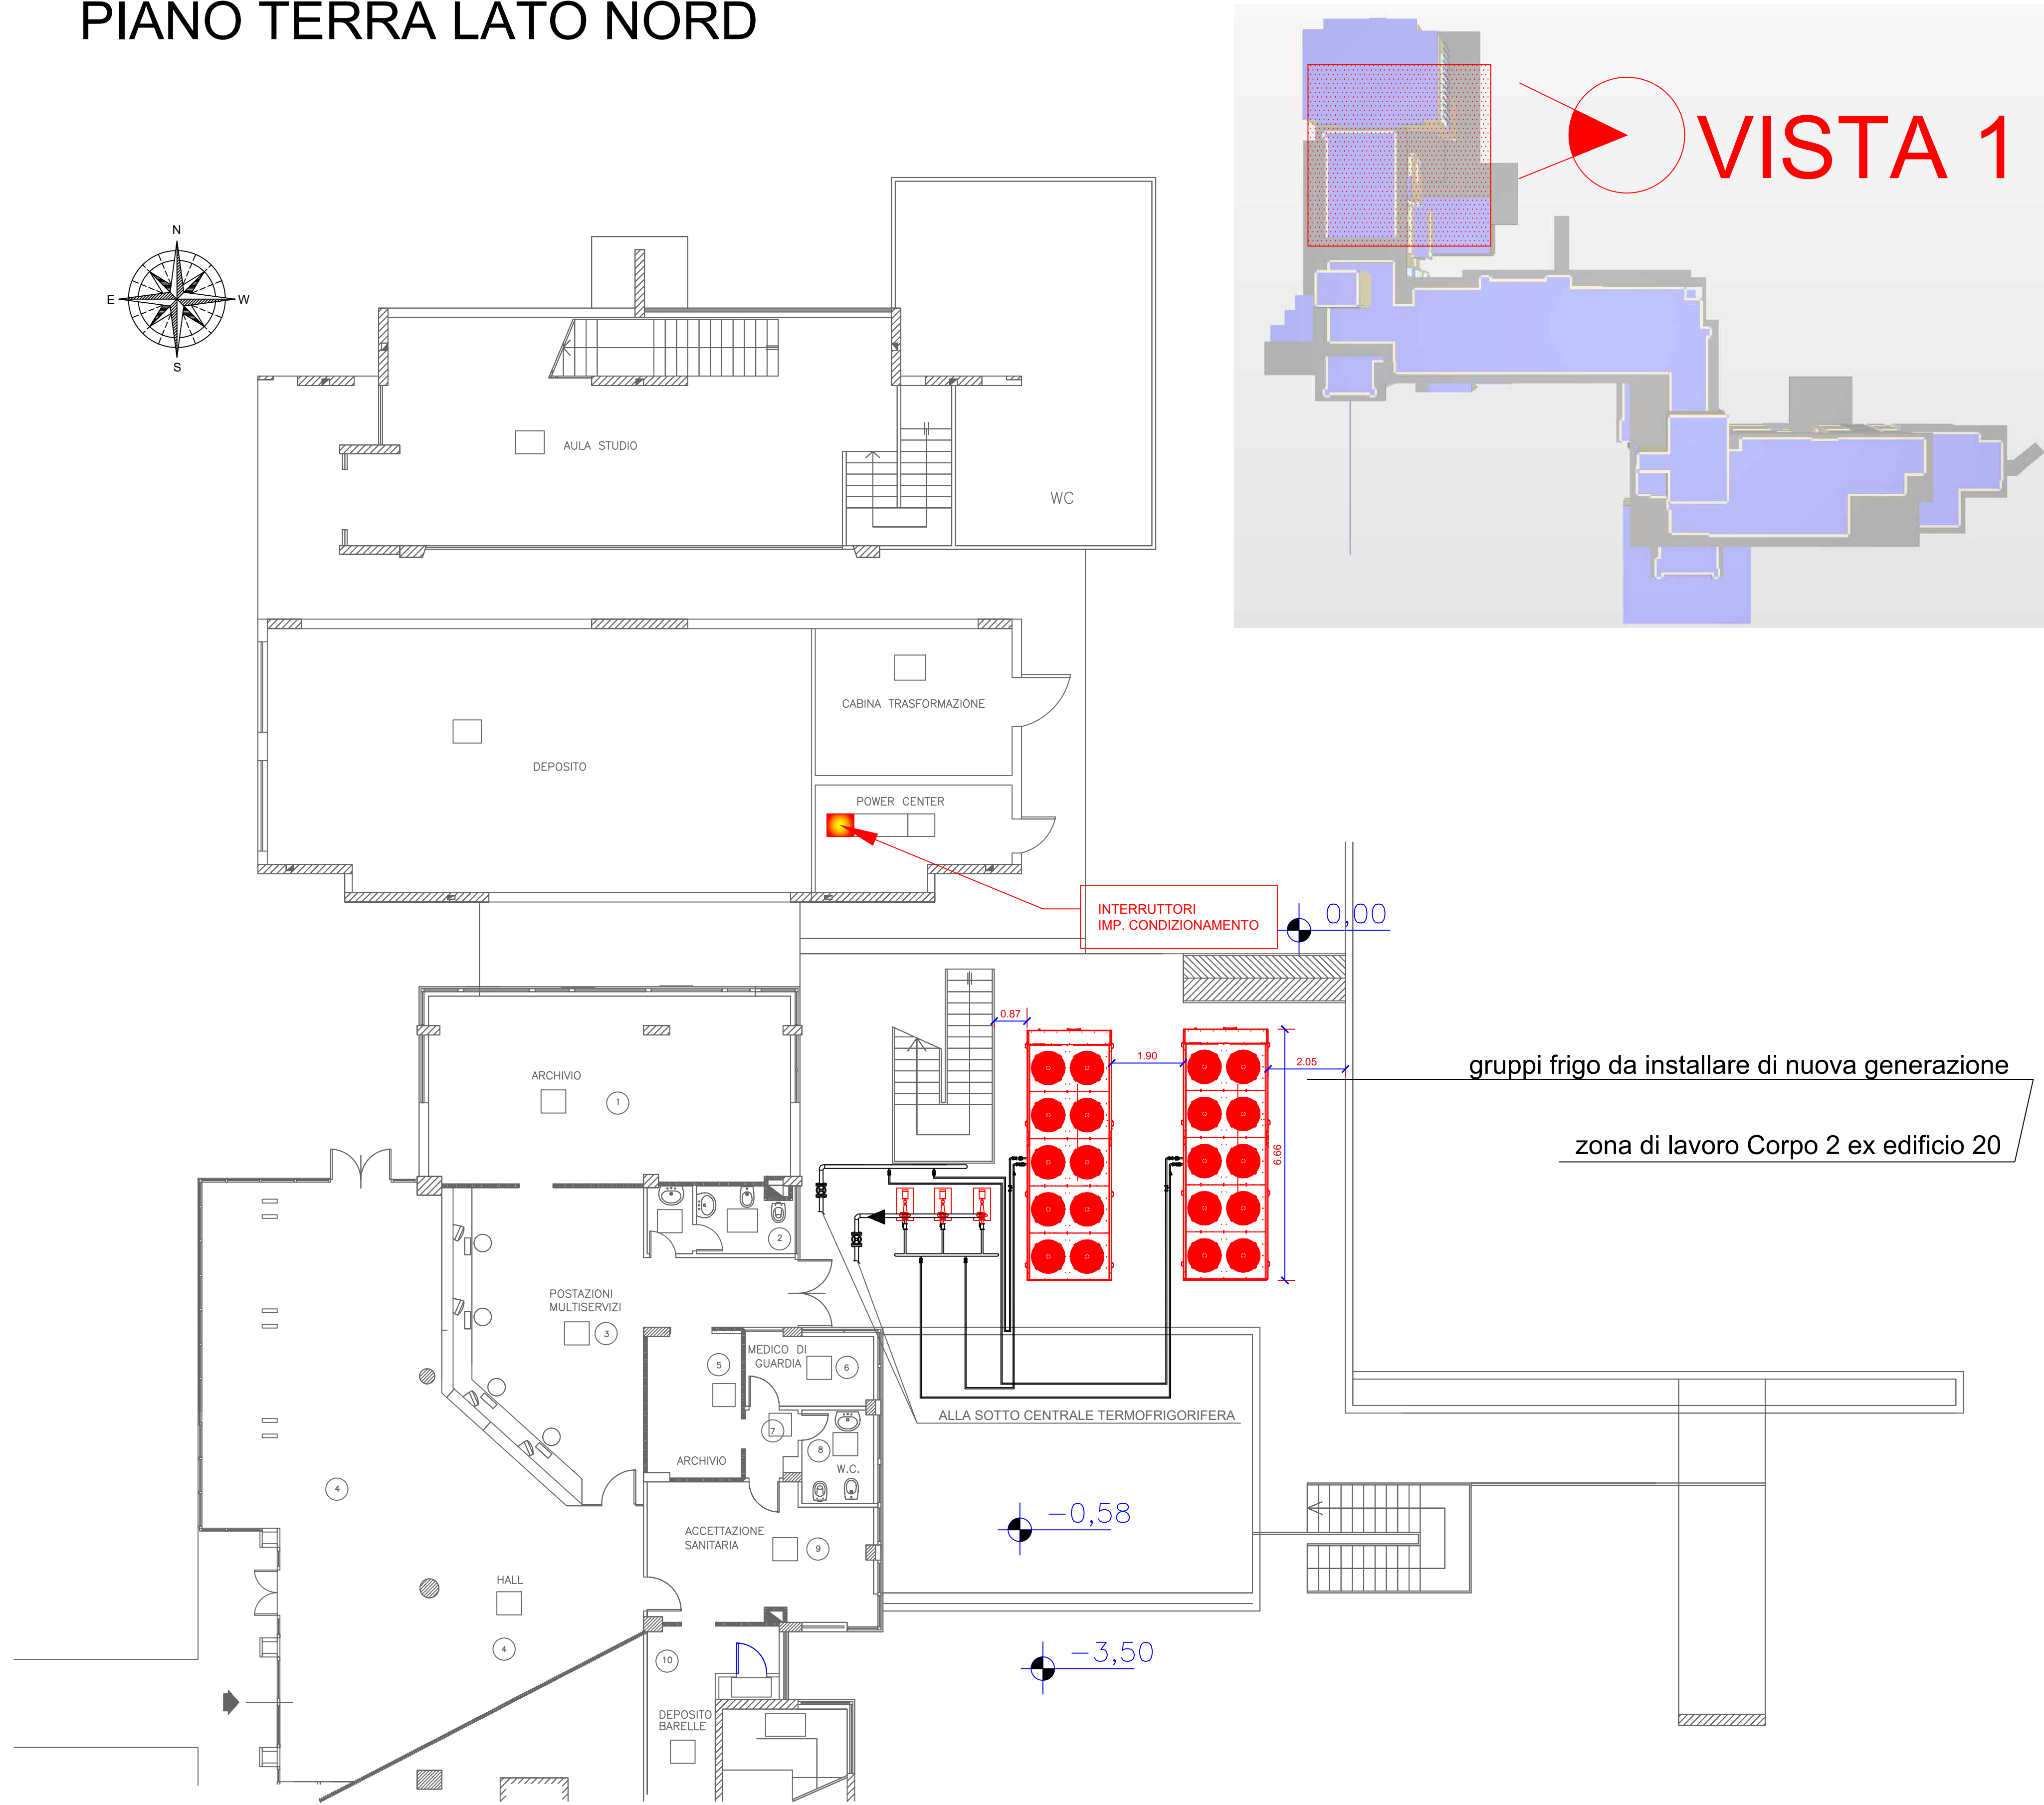 PIANO TERRA LATO NORD
VISTA 1
N
E
W
S
AULA STUDIO
WC
CABINA TRASFORMAZIONE
DEPOSITO
POWER CENTER
INTERRUTTORI
IMP. CONDIZIONAMENTO
0,00
0.87
1.90
2.05
6.66
gruppi frigo da installare di nuova generazione
zona di lavoro Corpo 2 ex edificio 20
ARCHIVIO
1
2
POSTAZIONI
MULTISERVIZI
3
5
MEDICO DI
GUARDIA
6
7
8
W.C.
ARCHIVIO
ALLA SOTTO CENTRALE TERMOFRIGORIFERA
4
-0,58
ACCETTAZIONE
SANITARIA
9
HALL
4
10
-3,50
DEPOSITO
BARELLE